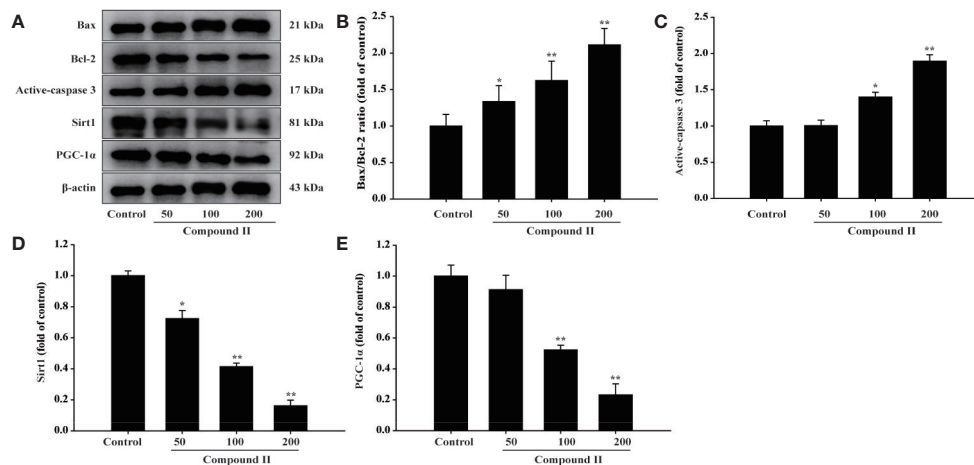 A
Bax 21 kDa
Bcl-2 25 kDa
Active-caspase 3 17 kDa
Sirt1 81 kDa
PGC-1α 92 kDa
β-actin 43 kDa
Control 50 100 200
Compound II
B
Bax/Bcl-2 ratio (fold of control)
2.5
2.0
1.5
1.0
0.5
0.0
* ** **
Control 50 100 200
Compound II
C
Active-capsase 3 (fold of control)
2.5
2.0
1.5
1.0
0.5
0.0
* **
Control 50 100 200
Compound II
D
Sirt1 (fold of control)
1.2
1.0
0.8
0.6
0.4
0.2
0.0
* ** **
Control 50 100 200
Compound II
E
PGC-1α (fold of control)
1.2
1.0
0.8
0.6
0.4
0.2
0.0
** **
Control 50 100 200
Compound II